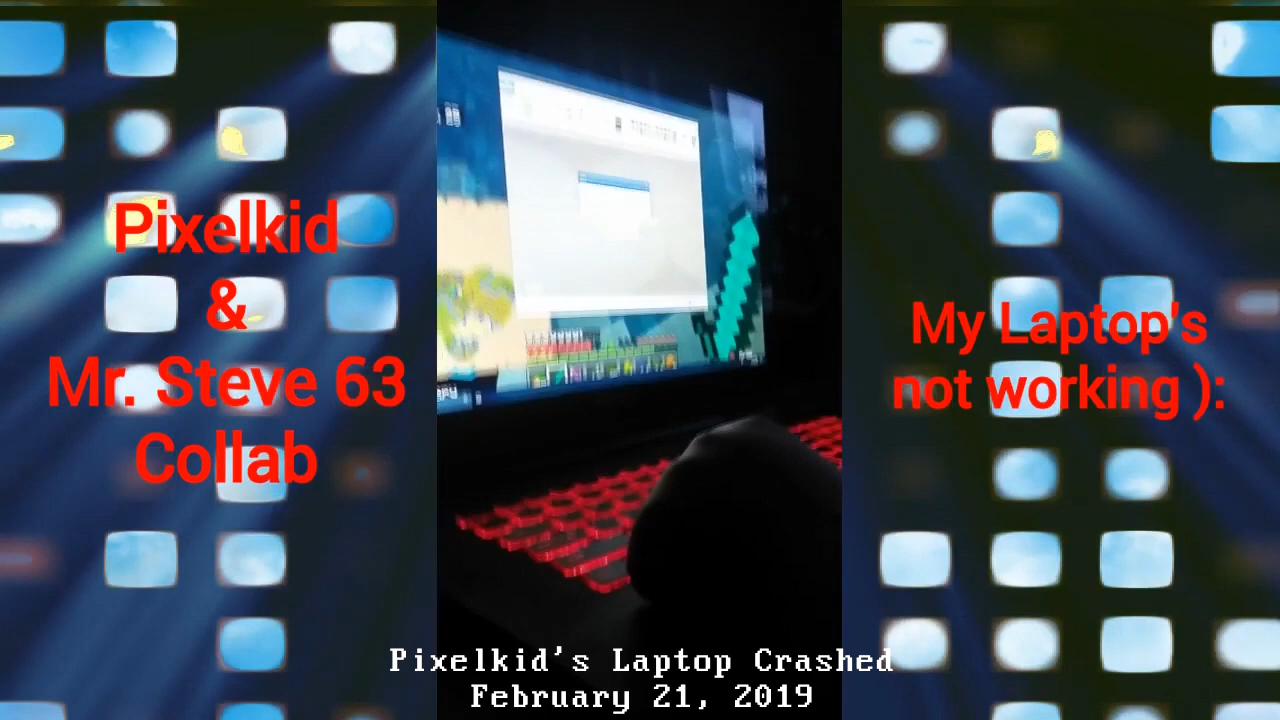 Pixelkid
&
Mr. Steve 63
Collab
My Laptop's
not working ):
Pixelkid's Laptop Crashed
February 21, 2019